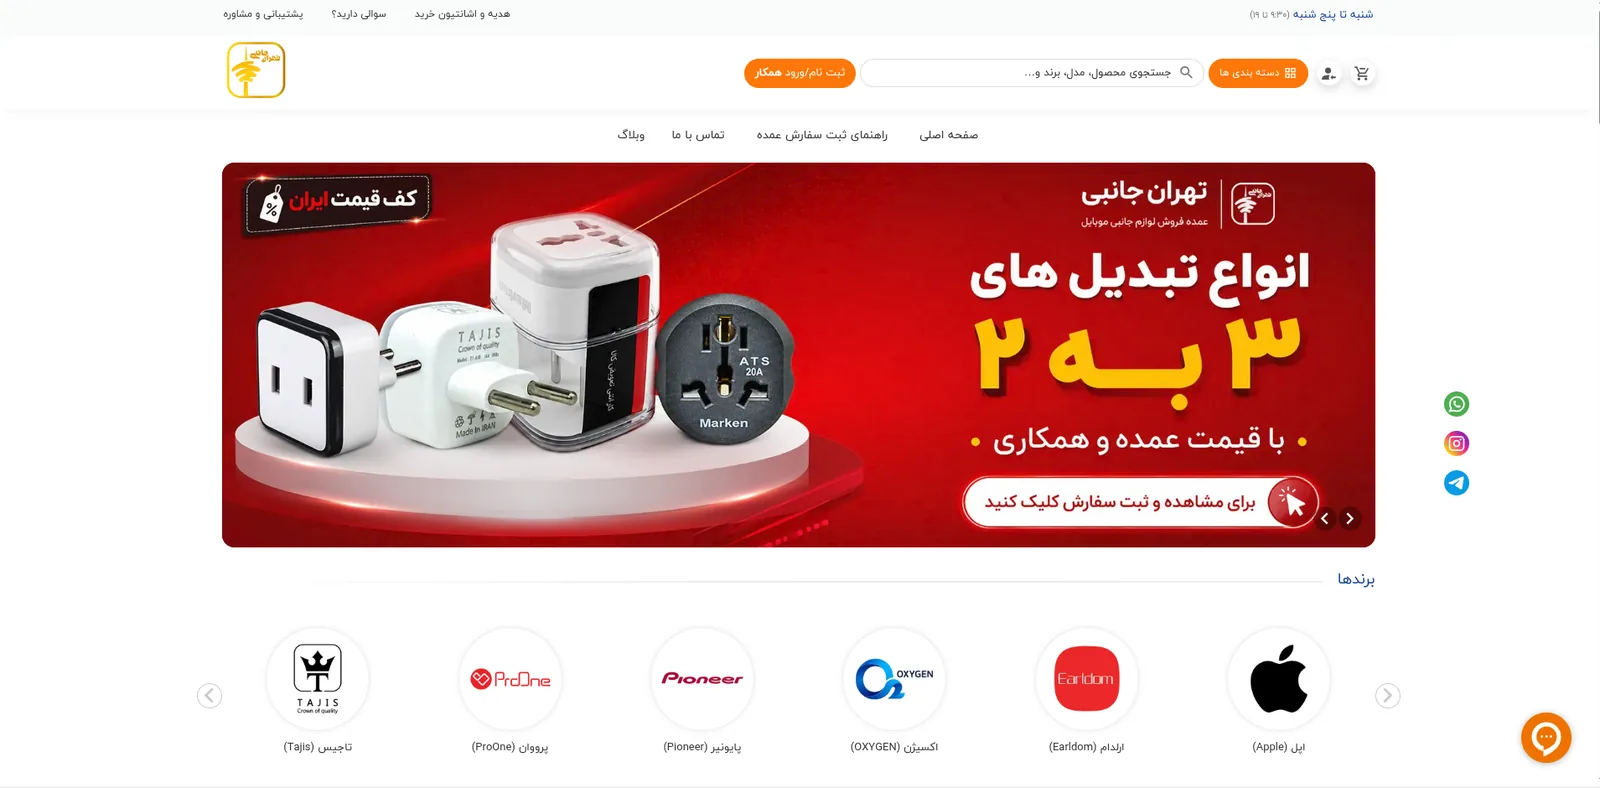 شنبه تا پنج شنبه (۹:۳۰ تا ۱۹)
هدیه و اشانتیون خرید
سوالی دارید؟
پشتیبانی و مشاوره
دسته بندی ها
جستجوی محصول، مدل، برند و...
ثبت نام/ورود همکار
تهران جانبی
صفحه اصلی
راهنمای ثبت سفارش عمده
تماس با ما
وبلاگ
تهران جانبی
عمده فروش لوازم جانبی موبایل
کف قیمت ایران
انواع تبدیل های
۳ به ۲
• با قیمت عمده و همکاری •
برای مشاهده و ثبت سفارش کلیک کنید
TAJIS
Crown of quality
Made in IRAN
ATS
20A
Marken
برندها
Earldom
OXYGEN
Pioneer
ProOne
TAJIS
Crown of quality
اپل (Apple)
ارلدام (Earldom)
اکسیژن (OXYGEN)
پایونیر (Pioneer)
پرووان (ProOne)
تاجیس (Tajis)